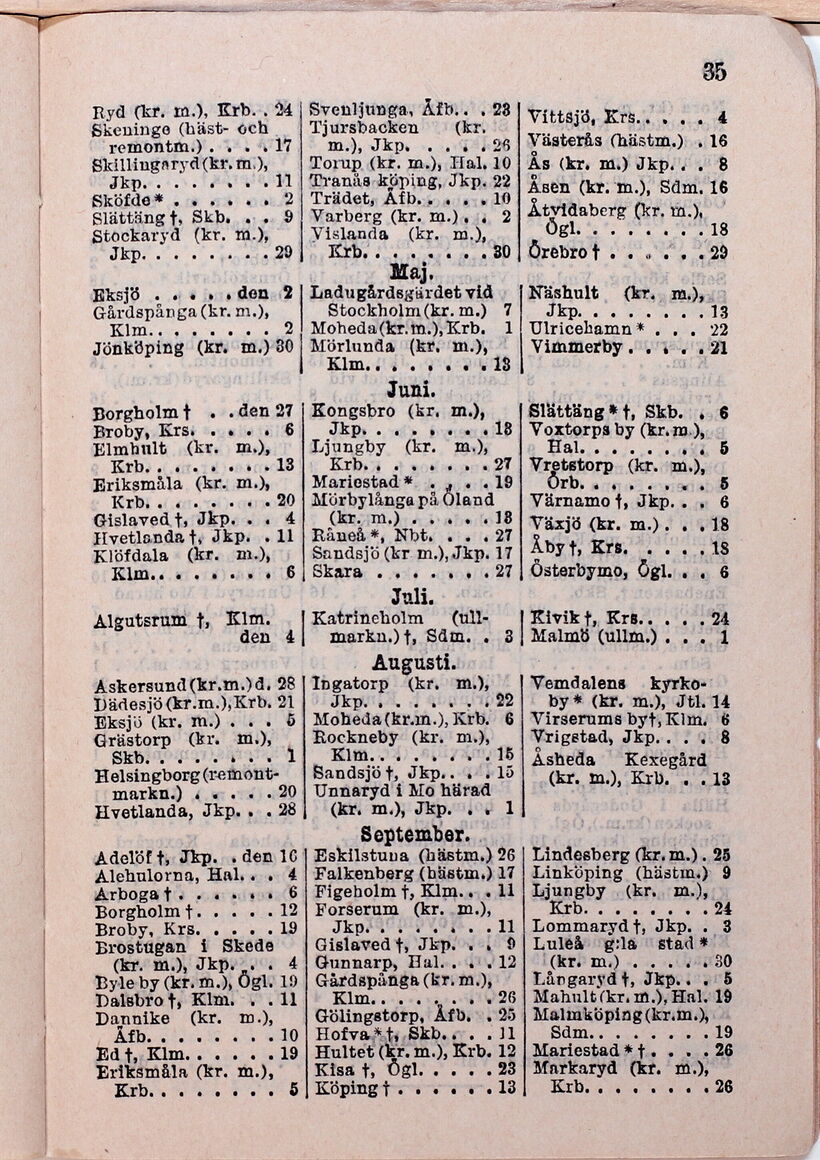 35
Ryd (kr. m.), Krb. . 24
Skeninge (häst- och
remontm.) . . . . 17
Skillingaryd (kr. m.),
Jkp. . . . . . . . 11
Sköfde* . . . . . . 2
Slättäng †, Skb. . . 9
Stockaryd (kr. m.),
Jkp. . . . . . . . 29
Svenljunga, Äfb. . . 23
Tjursbacken (kr.
m.), Jkp. . . . . 26
Torup (kr. m.), Hal. 10
Tranås köping, Jkp. 22
Trädet, Äfb. . . . . 10
Varberg (kr. m.) . . 2
Vislanda (kr. m.),
Krb. . . . . . . . 30
Vittsjö, Krs. . . . . 4
Västerås (hästm.) . 16
Ås (kr. m.) Jkp. . . 8
Åsen (kr. m.), Sdm. 16
Åtvidaberg (kr. m.),
Ögl. . . . . . . . 18
Örebro † . . . . . 29
Maj.
Eksjö . . . . . den 2
Gårdspånga (kr. m.),
Klm. . . . . . . . 2
Jönköping (kr. m.) 30
Ladugårdsgärdet vid
Stockholm (kr. m.) 7
Moheda (kr. m.), Krb. 1
Mörlunda (kr. m.),
Klm. . . . . . . . 13
Näshult (kr. m.),
Jkp. . . . . . . . 13
Ulricehamn * . . . 22
Vimmerby . . . . . 21
Juni.
Borgholm † . . den 27
Broby, Krs. . . . . 6
Elmhult (kr. m.),
Krb. . . . . . . . 13
Eriksmåla (kr. m.),
Krb. . . . . . . . 20
Gislaved †, Jkp. . . 4
Hvetlanda †, Jkp. . 11
Klöfdala (kr. m.),
Klm. . . . . . . . 6
Kongsbro (kr. m.),
Jkp. . . . . . . . 18
Ljungby (kr. m.),
Krb. . . . . . . . 27
Mariestad * . . . . 19
Mörbylånga på Öland
(kr. m.) . . . . . 18
Råneå *, Nbt. . . . 27
Sandsjö (kr m.), Jkp. 17
Skara . . . . . . . 27
Slättäng * †, Skb. . 6
Voxtorps by (kr. m.),
Hal. . . . . . . . 5
Vretstorp (kr. m.),
Örb. . . . . . . . 5
Värnamo †, Jkp. . . 6
Växjö (kr. m.) . . . 18
Åby †, Krs. . . . . 18
Österbymo, Ögl. . . 6
Juli.
Algutsrum †, Klm.
den 4
Katrineholm (ull-
markn.) †, Sdm. . 3
Kivik †, Krs. . . . . 24
Malmö (ullm.) . . . 1
Augusti.
Askersund (kr. m.) d. 28
Dädesjö (kr. m.), Krb. 21
Eksjö (kr. m.) . . . 5
Grästorp (kr. m.),
Skb. . . . . . . . 1
Helsingborg (remont-
markn.) . . . . . 20
Hvetlanda, Jkp. . . 28
Ingatorp (kr. m.),
Jkp. . . . . . . . 22
Moheda (kr. m.), Krb. 6
Rockneby (kr. m.),
Klm. . . . . . . . 15
Sandsjö †, Jkp. . . . 15
Unnaryd i Mo härad
(kr. m.), Jkp. . . 1
Vemdalens kyrko-
by * (kr. m.), Jtl. 14
Virserums by †, Klm. 6
Vrigstad, Jkp. . . . 8
Åsheda Kexegård
(kr. m.), Krb. . . 13
September.
Adelöf †, Jkp. . den 16
Alehulorna, Hal. . . 4
Arboga † . . . . . . 6
Borgholm † . . . . . 12
Broby, Krs. . . . . 19
Brostugan i Skede
(kr. m.), Jkp. . . 4
Byle by (kr. m.), Ögl. 19
Dalsbro †, Klm. . . 11
Dannike (kr. m.),
Äfb. . . . . . . . 10
Ed †, Klm. . . . . . 19
Eriksmåla (kr. m.),
Krb. . . . . . . . 5
Eskilstuna (hästm.) 26
Falkenberg (hästm.) 17
Figeholm †, Klm. . . 11
Forserum (kr. m.),
Jkp. . . . . . . . 11
Gislaved †, Jkp. . . 9
Gunnarp, Hal. . . . 12
Gårdspånga (kr. m.),
Klm. . . . . . . . 26
Gölingstorp, Äfb. . 25
Hofva * †, Skb. . . 11
Hultet (kr. m.), Krb. 12
Kisa †, Ögl. . . . . 23
Köping † . . . . . . 13
Lindesberg (kr. m.) . 25
Linköping (hästm.) 9
Ljungby (kr. m.),
Krb. . . . . . . . 24
Lommaryd †, Jkp. . 3
Luleå g:la stad *
(kr. m.) . . . . . 30
Långaryd †, Jkp. . . 5
Mahult (kr. m.), Hal. 19
Malmköping (kr. m.),
Sdm. . . . . . . . 19
Mariestad * † . . . . 26
Markaryd (kr. m.),
Krb. . . . . . . . 26